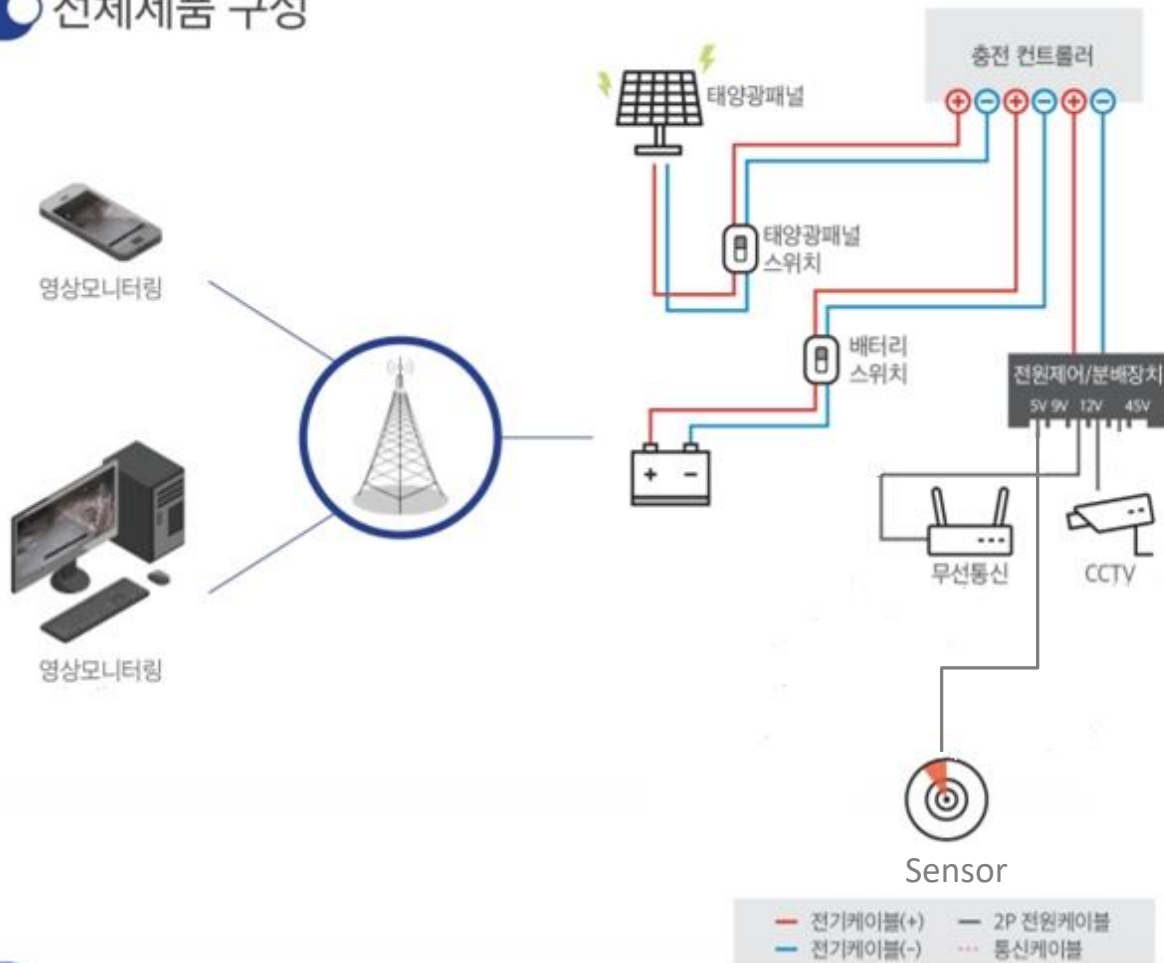 전체제품 구성
충전 컨트롤러
태양광패널
태양광패널
스위치
배터리
스위치
영상모니터링
전원제어/분배장치
5V 9V 12V 45V
+ -
무선통신
CCTV
영상모니터링
Sensor
전기케이블(+)
2P 전원케이블
전기케이블(-)
통신케이블